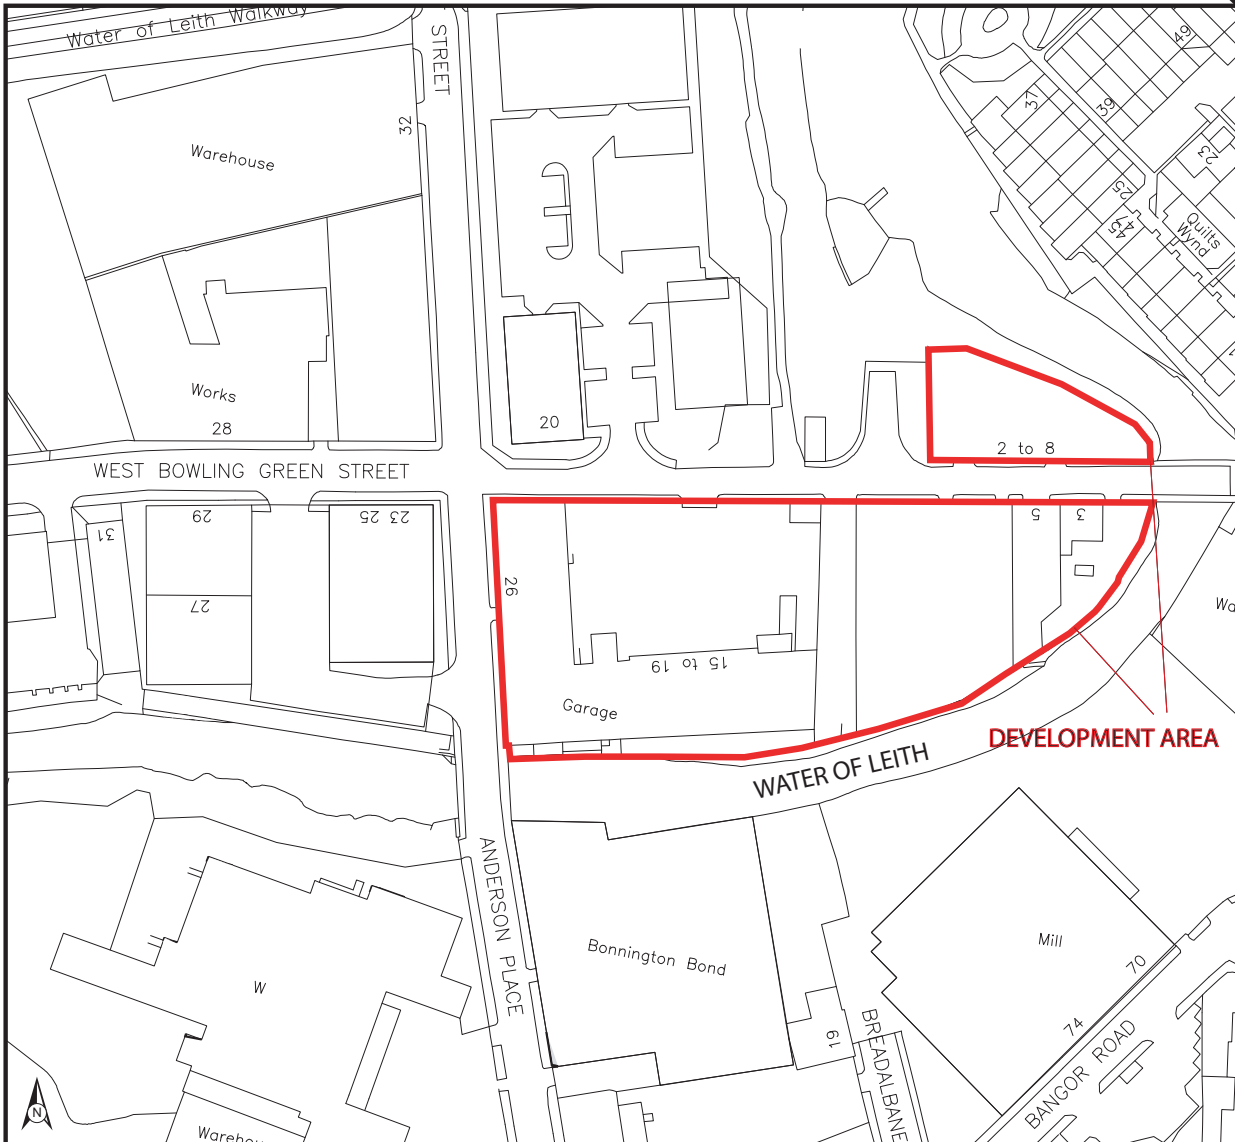 Water of Leith Walkway
STREET
49
37
39
32
Warehouse
23
25
45
47
Quilts
Wynd
Works
28
20
2 to 8
WEST BOWLING GREEN STREET
29
23 25
31
5
3
26
27
15 to 19
Garage
DEVELOPMENT AREA
WATER OF LEITH
ANDERSON PLACE
Bonnington Bond
Mill
70
W
74
19
BREADALBANE
BANGOR ROAD
N